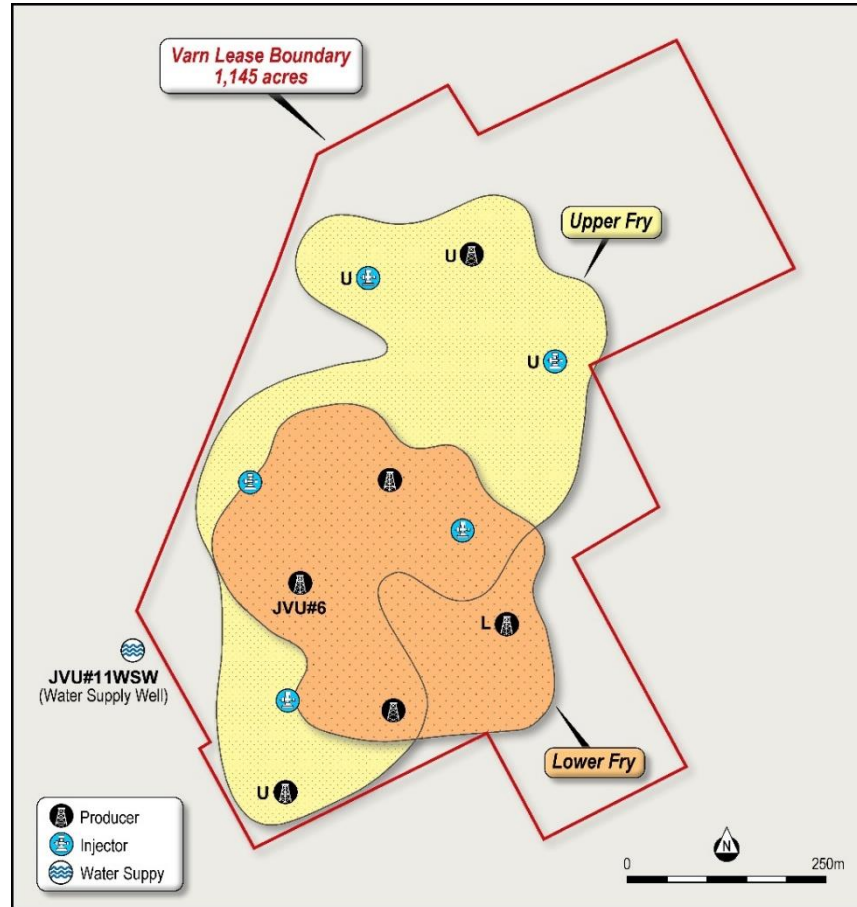 Varn Lease Boundary
1,145 acres
Upper Fry
U
U
U
JVU#6
L
JVU#11WSW
(Water Supply Well)
Lower Fry
U
Producer
Injector
Water Suppy
N
0 250m